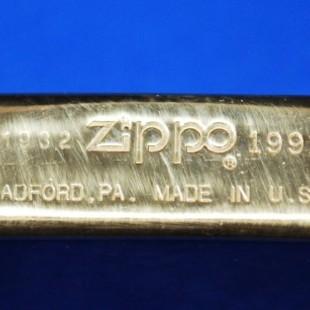 1932 Zippo® 199
ADFORD, PA. MADE IN U.S